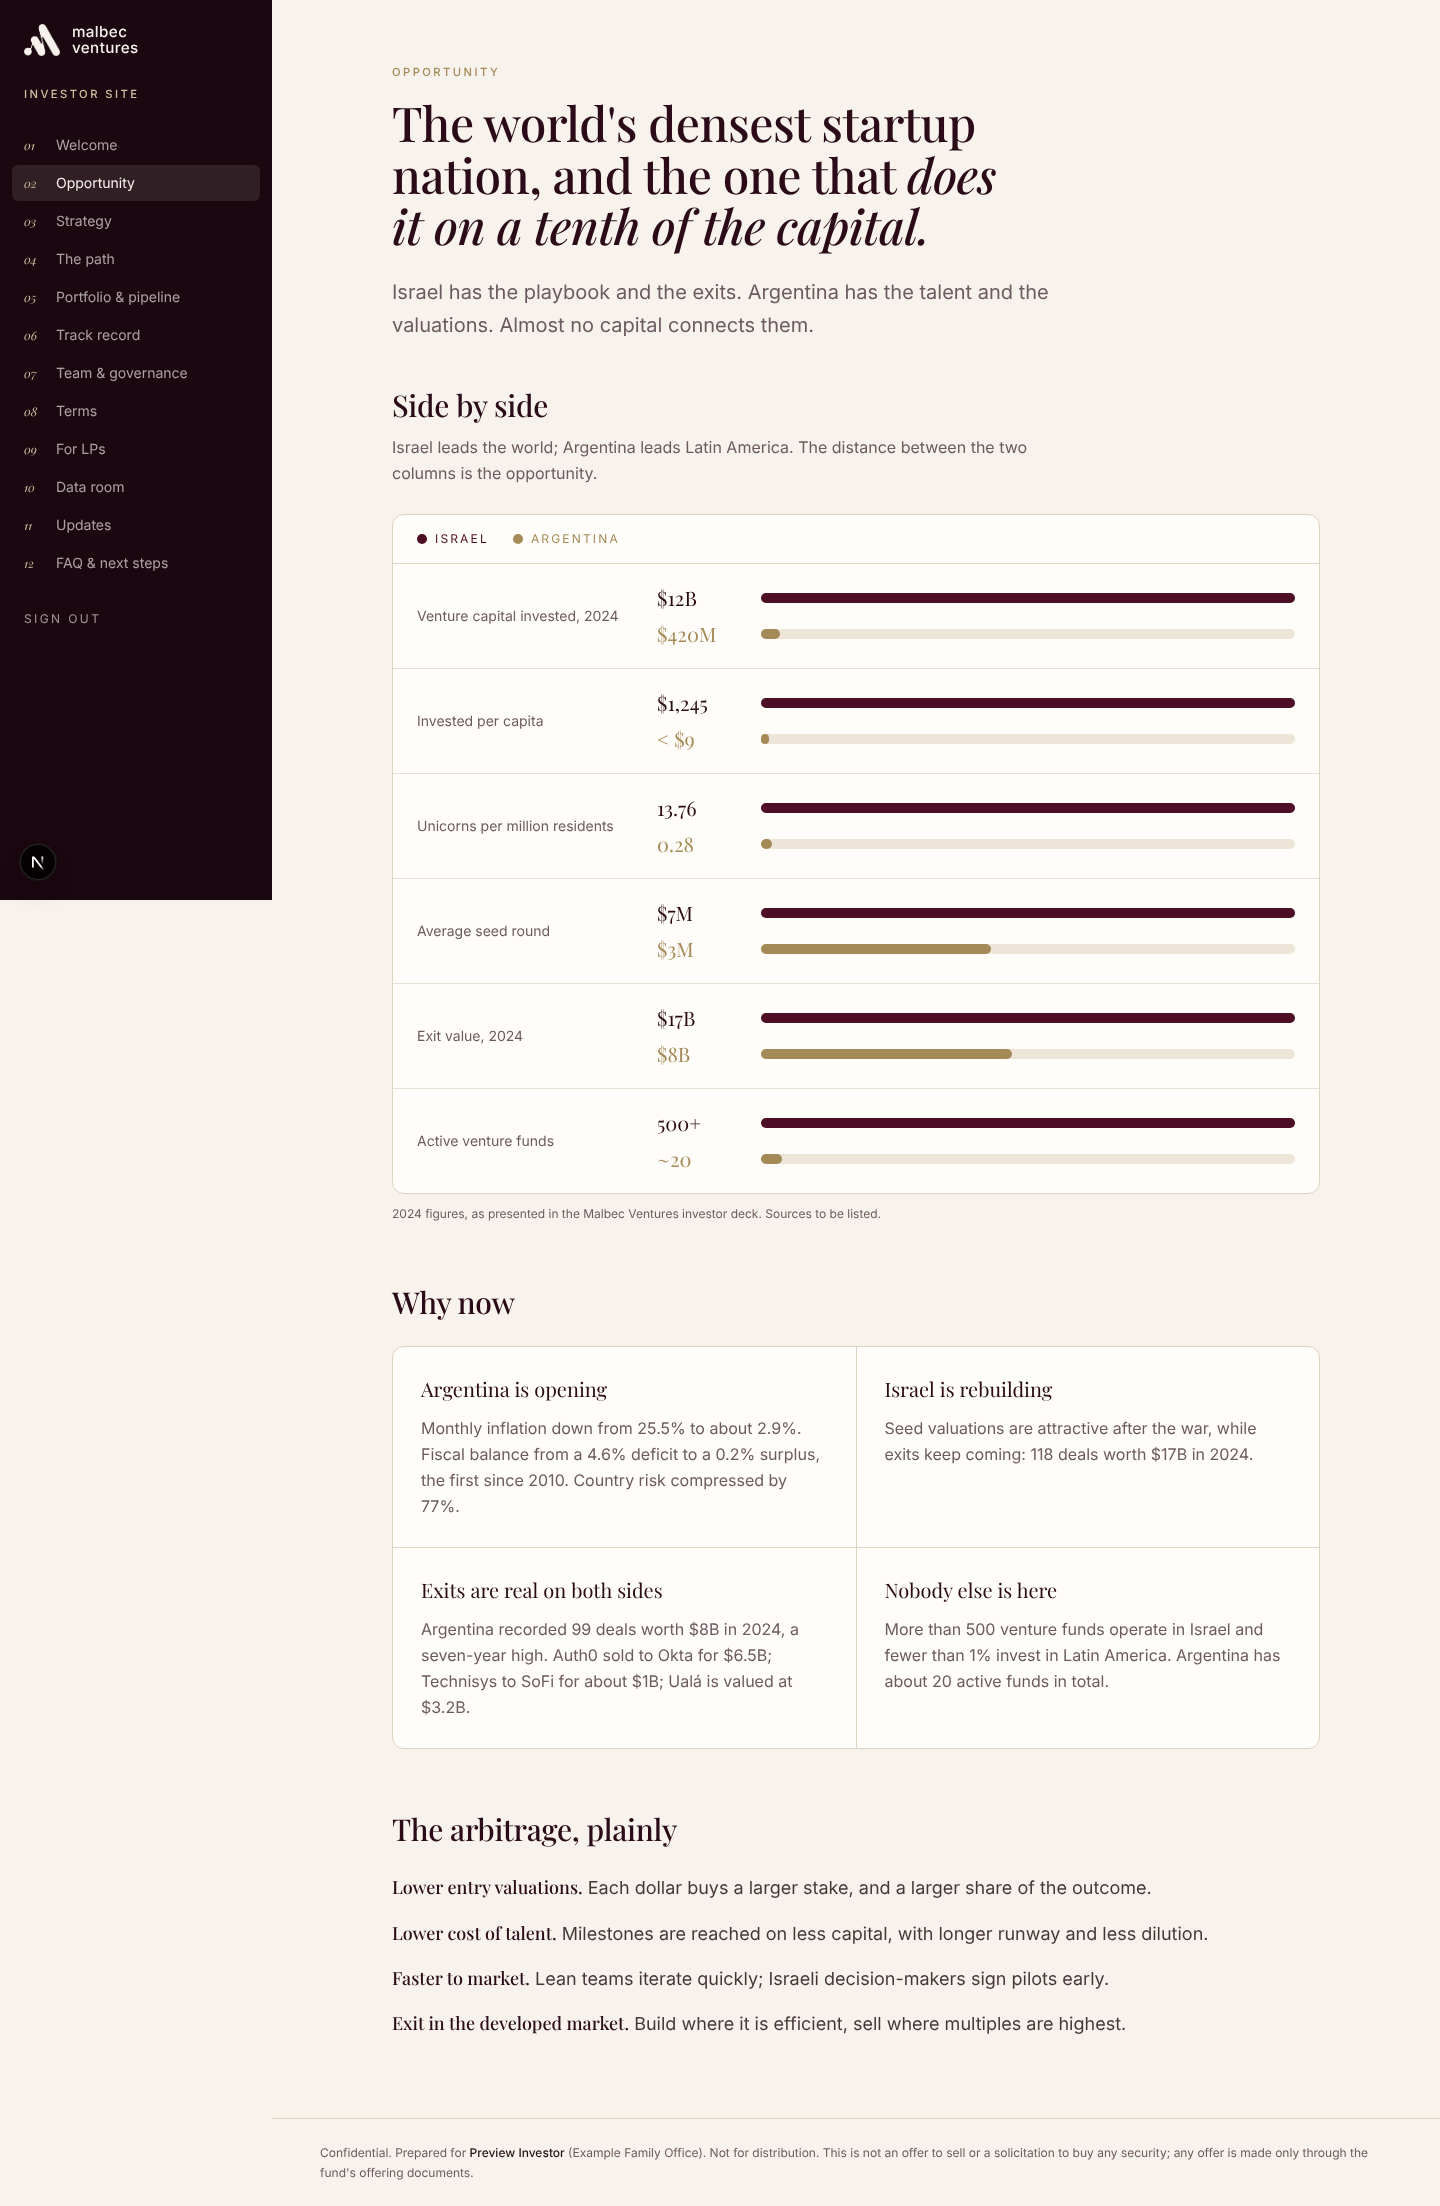 malbec
ventures
INVESTOR SITE
01 Welcome
02 Opportunity
03 Strategy
04 The path
05 Portfolio & pipeline
06 Track record
07 Team & governance
08 Terms
09 For LPs
10 Data room
11 Updates
12 FAQ & next steps
SIGN OUT
N
OPPORTUNITY
The world's densest startup
nation, and the one that does
it on a tenth of the capital.
Israel has the playbook and the exits. Argentina has the talent and the
valuations. Almost no capital connects them.
Side by side
Israel leads the world; Argentina leads Latin America. The distance between the two
columns is the opportunity.
ISRAEL ARGENTINA
Venture capital invested, 2024
$12B
$420M
Invested per capita
$1,245
< $9
Unicorns per million residents
13.76
0.28
Average seed round
$7M
$3M
Exit value, 2024
$17B
$8B
Active venture funds
500+
~20
2024 figures, as presented in the Malbec Ventures investor deck. Sources to be listed.
Why now
Argentina is opening
Monthly inflation down from 25.5% to about 2.9%.
Fiscal balance from a 4.6% deficit to a 0.2% surplus,
the first since 2010. Country risk compressed by
77%.
Israel is rebuilding
Seed valuations are attractive after the war, while
exits keep coming: 118 deals worth $17B in 2024.
Exits are real on both sides
Argentina recorded 99 deals worth $8B in 2024, a
seven-year high. Auth0 sold to Okta for $6.5B;
Technisys to SoFi for about $1B; Ualá is valued at
$3.2B.
Nobody else is here
More than 500 venture funds operate in Israel and
fewer than 1% invest in Latin America. Argentina has
about 20 active funds in total.
The arbitrage, plainly
Lower entry valuations. Each dollar buys a larger stake, and a larger share of the outcome.
Lower cost of talent. Milestones are reached on less capital, with longer runway and less dilution.
Faster to market. Lean teams iterate quickly; Israeli decision-makers sign pilots early.
Exit in the developed market. Build where it is efficient, sell where multiples are highest.
Confidential. Prepared for Preview Investor (Example Family Office). Not for distribution. This is not an offer to sell or a solicitation to buy any security; any offer is made only through the
fund's offering documents.